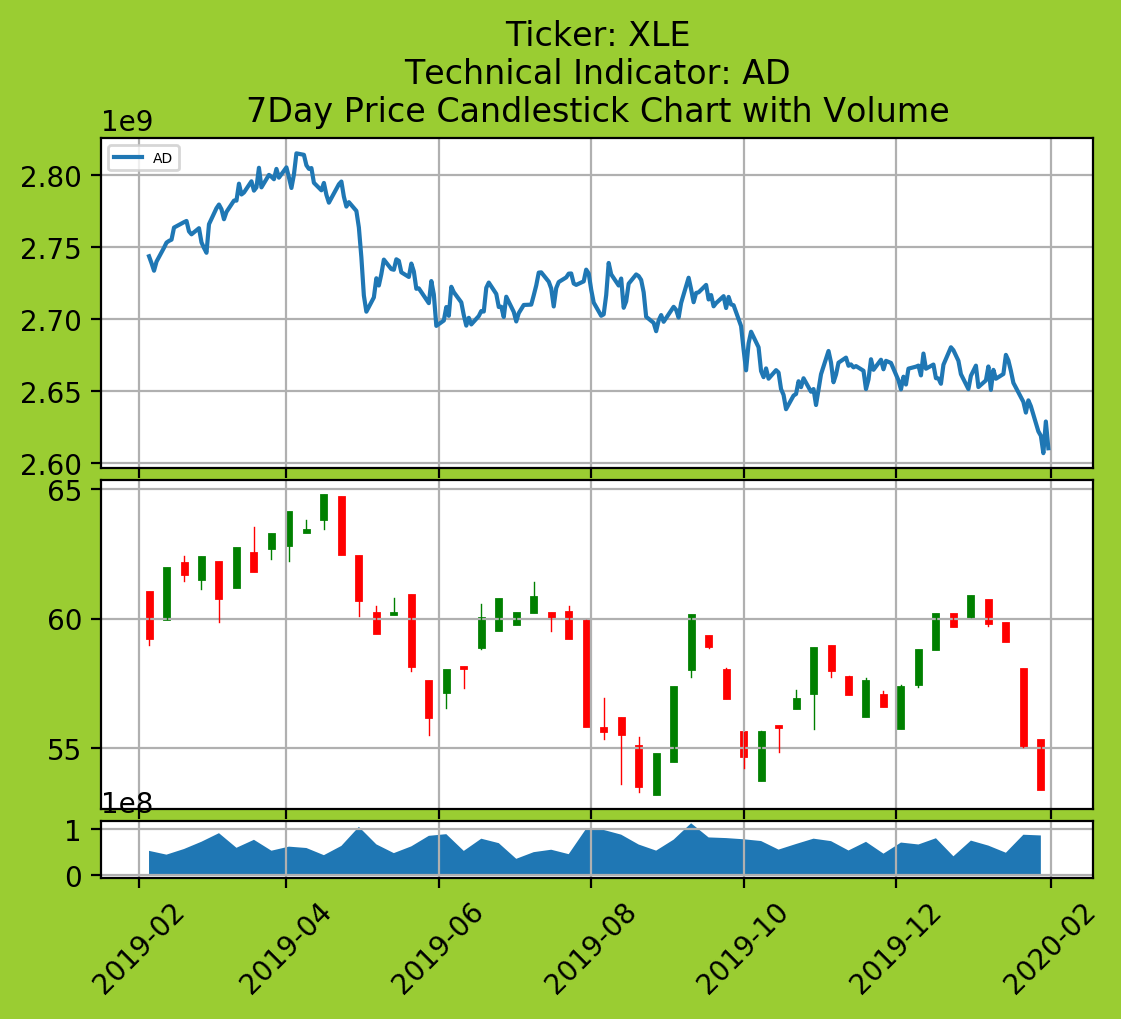 Ticker: XLE
Technical Indicator: AD
7Day Price Candlestick Chart with Volume
1e9
AD
2.80
2.75
2.70
2.65
2.60
65
60
55
1e8
1
0
2019-02
2019-04
2019-06
2019-08
2019-10
2019-12
2020-02